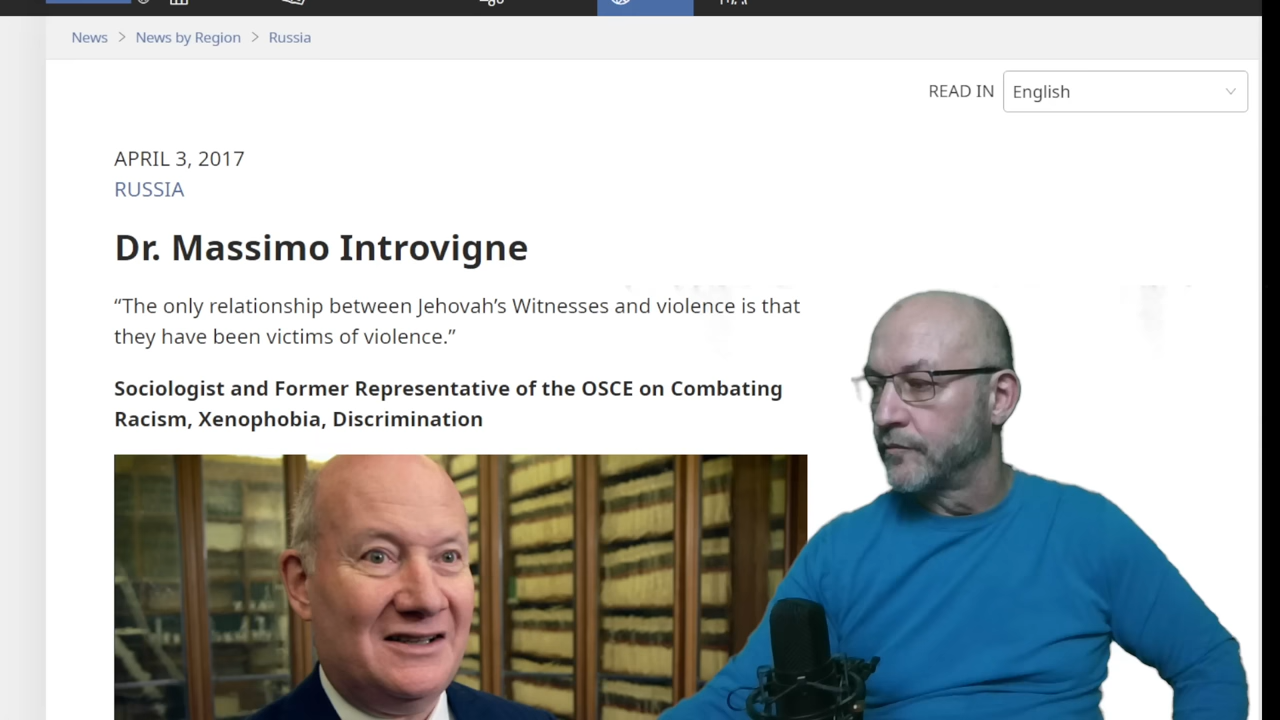 News > News by Region > Russia
READ IN English
APRIL 3, 2017
RUSSIA
Dr. Massimo Introvigne
“The only relationship between Jehovah’s Witnesses and violence is that
they have been victims of violence.”
Sociologist and Former Representative of the OSCE on Combating
Racism, Xenophobia, Discrimination